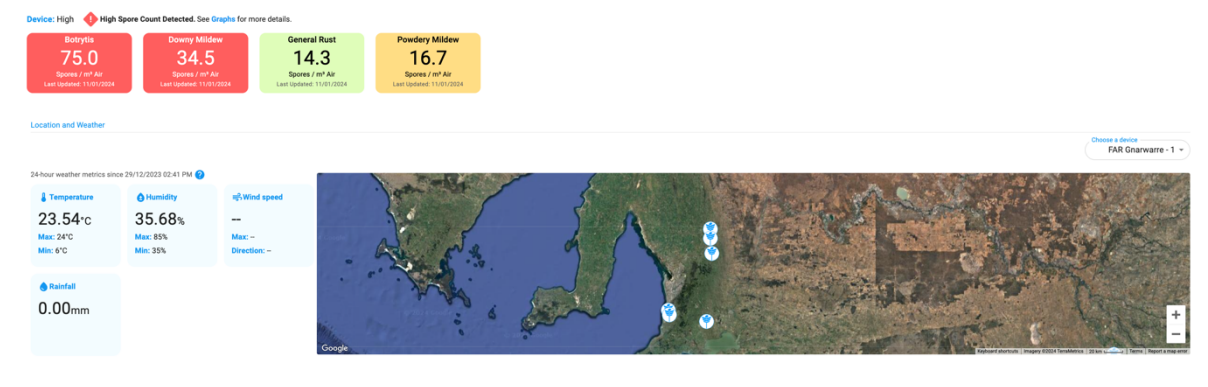 Device: High High Spore Count Detected. See Graphs for more details.
Botrytis
75.0
Spores / m³ Air
Last Updated: 11/01/2024
Downy Mildew
34.5
Spores / m³ Air
Last Updated: 11/01/2024
General Rust
14.3
Spores / m³ Air
Last Updated: 11/01/2024
Powdery Mildew
16.7
Spores / m³ Air
Last Updated: 11/01/2024
Location and Weather
Choose a device
FAR Gnarwarre - 1
24-hour weather metrics since 29/12/2023 02:41 PM ?
Temperature
23.54°C
Max: 24°C
Min: 6°C
Humidity
35.68%
Max: 85%
Min: 35%
Wind speed
--
Max: --
Direction: --
Rainfall
0.00mm
Google
+
−
Keyboard shortcuts Imagery ©2024 TerraMetrics 20 km Terms Report a map error